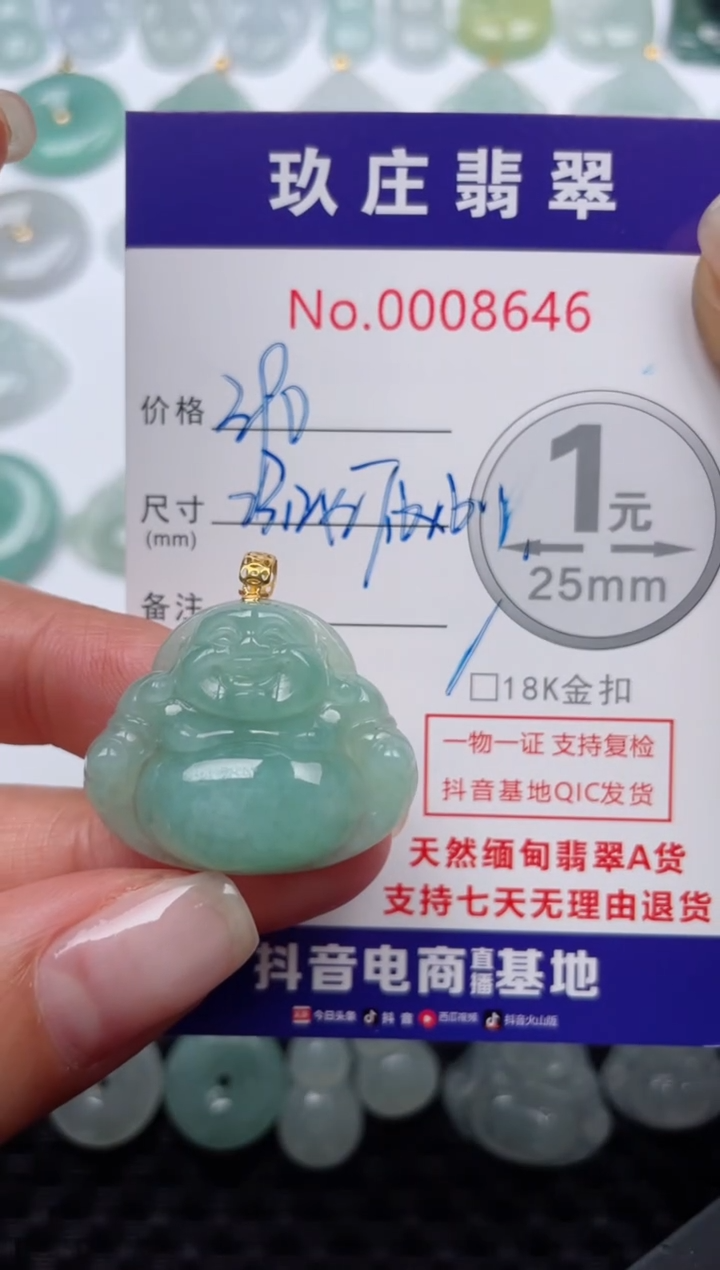 玖庄翡翠
No.0008646
价格
尺寸
(mm)
备注
1元
25mm
□18K金扣
一物一证 支持复检
抖音基地QIC发货
天然缅甸翡翠A货
支持七天无理由退货
抖音电商直播基地
今日头条 抖音 西瓜视频 抖音火山版